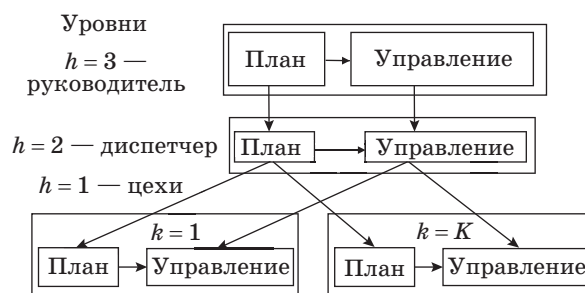 Уровни
h = 3 —
руководитель
План
Управление
h = 2 — диспетчер
План
Управление
h = 1 — цехи
k = 1
План
Управление
k = K
План
Управление